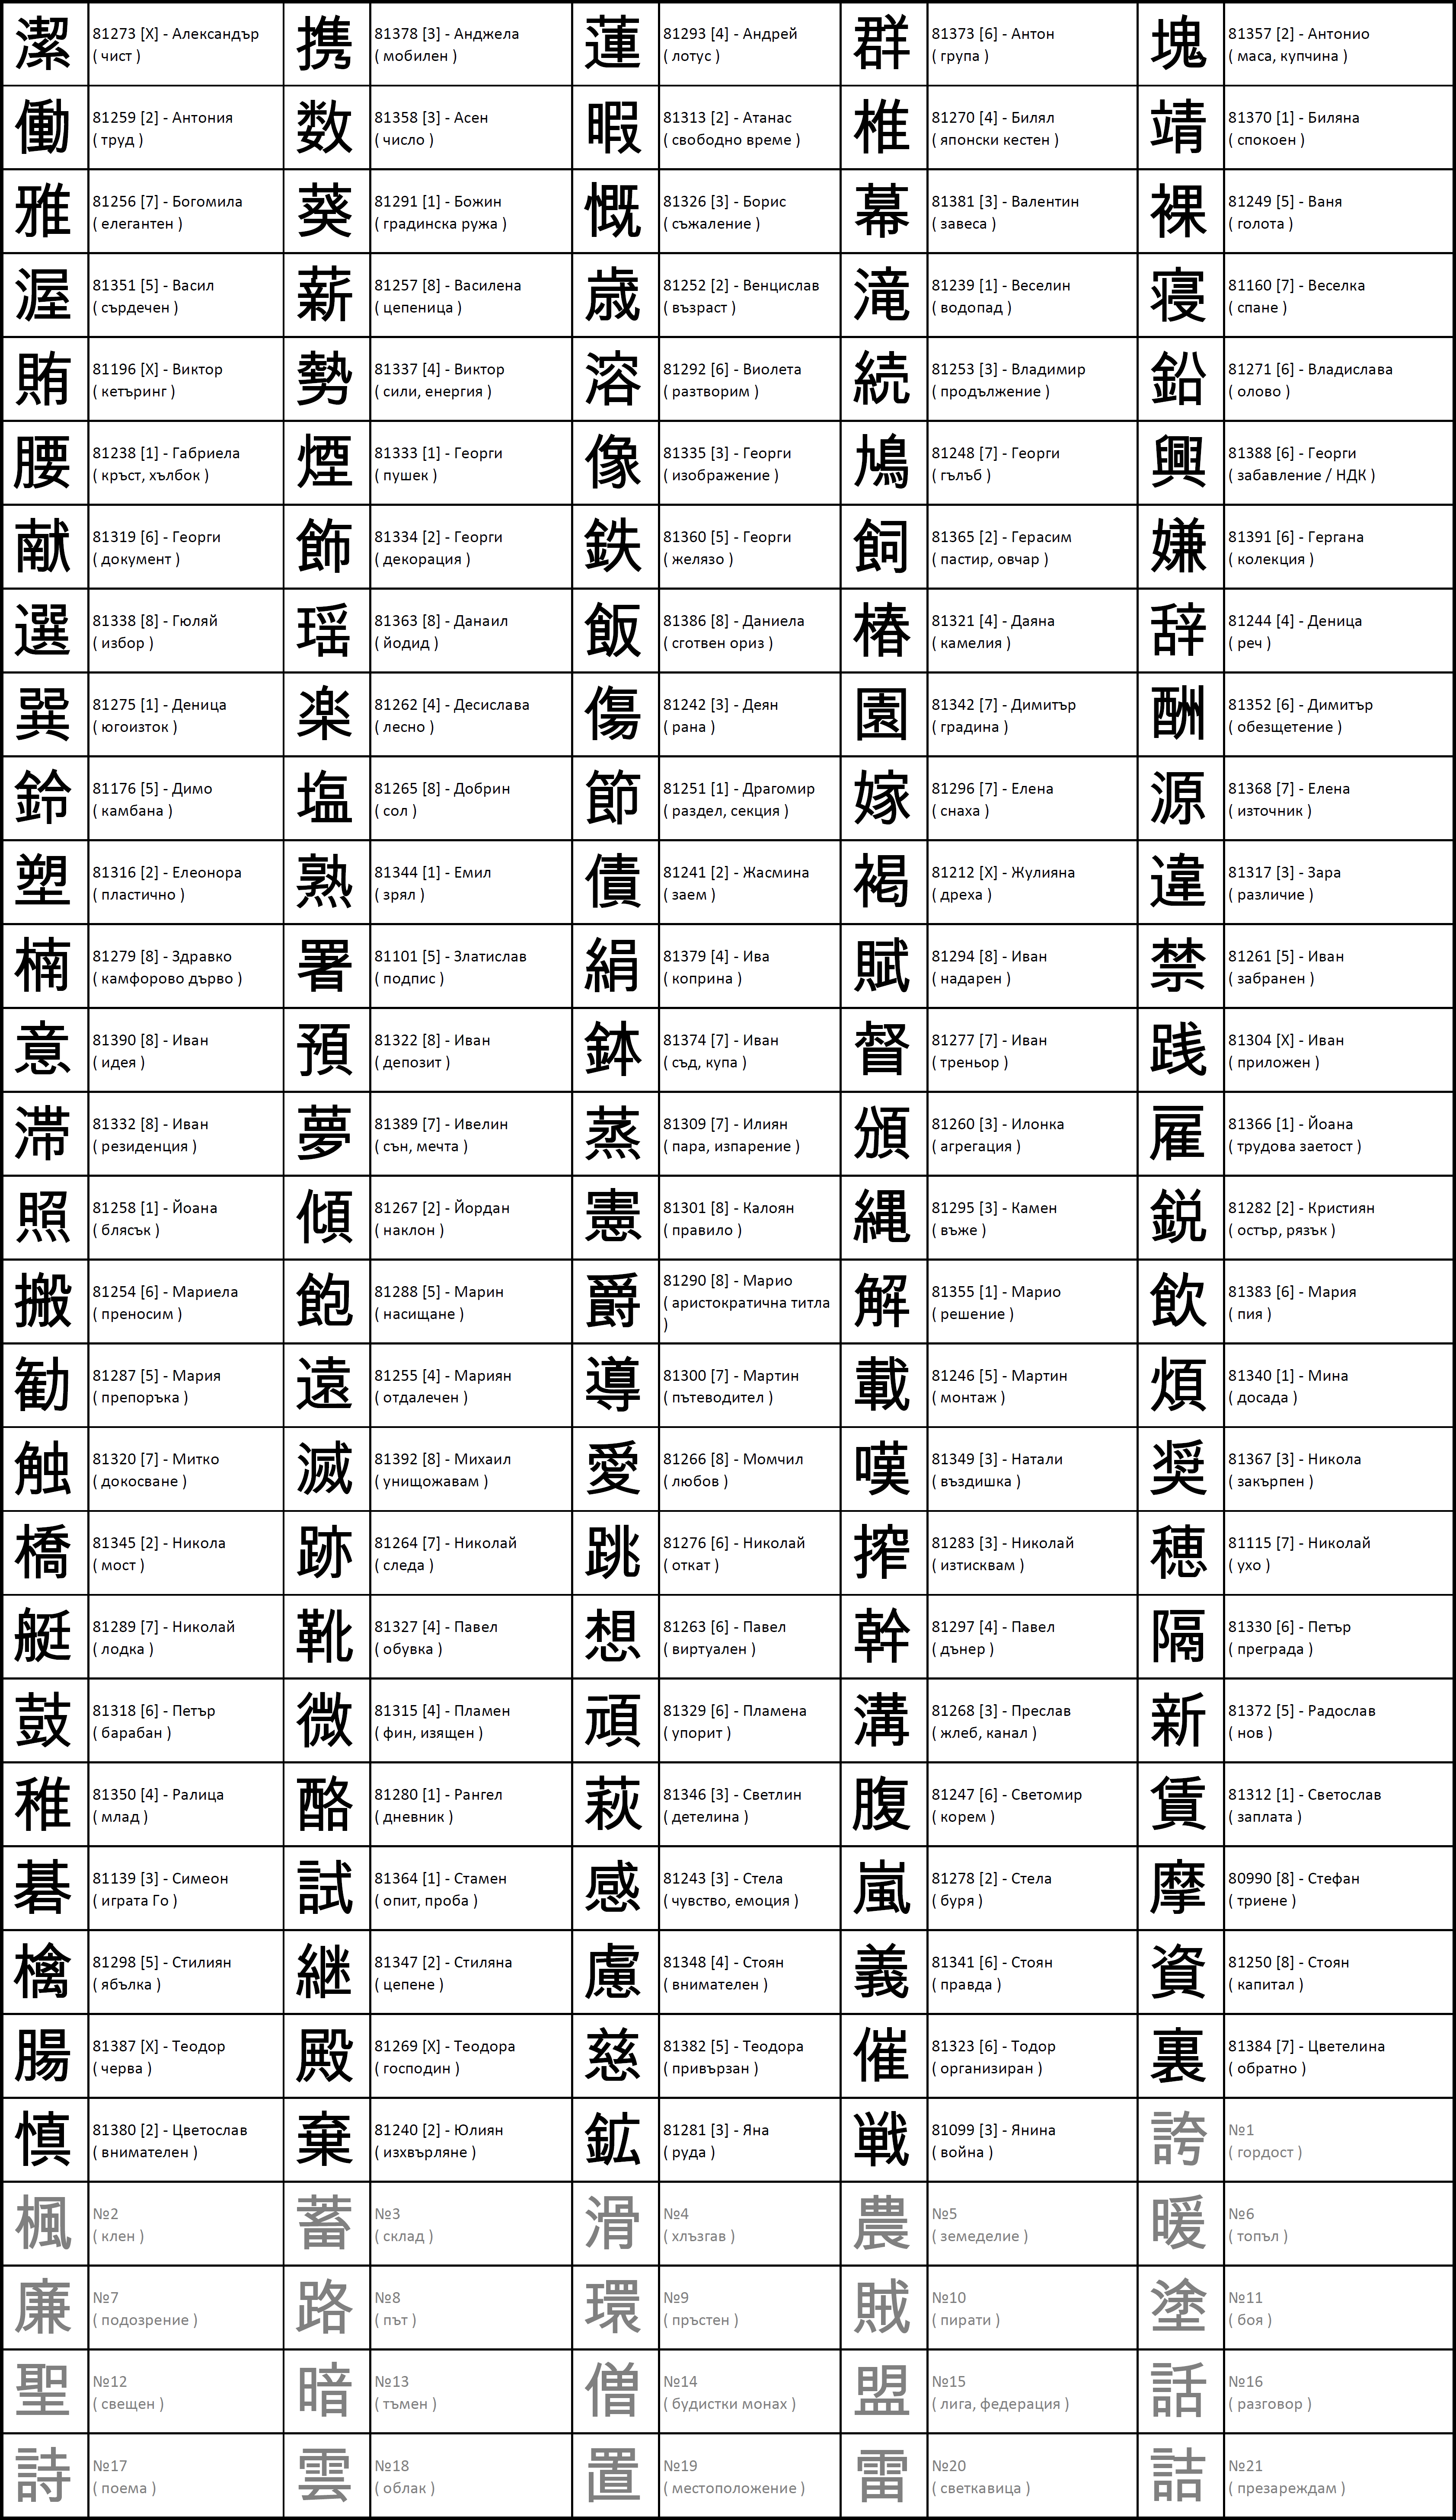 潔 81273 [X] - Александър
( чист )
携 81378 [3] - Анджела
( мобилен )
蓮 81293 [4] - Андрей
( лотус )
群 81373 [6] - Антон
( група )
塊 81357 [2] - Антонио
( маса, купчина )
働 81259 [2] - Антония
( труд )
数 81358 [3] - Асен
( число )
暇 81313 [2] - Атанас
( свободно време )
椎 81270 [4] - Билял
( японски кестен )
靖 81370 [1] - Биляна
( спокоен )
雅 81256 [7] - Богомила
( елегантен )
葵 81291 [1] - Божин
( градинска ружа )
慨 81326 [3] - Борис
( съжаление )
幕 81381 [3] - Валентин
( завеса )
裸 81249 [5] - Ваня
( голота )
渥 81351 [5] - Васил
( сърдечен )
薪 81257 [8] - Василена
( цепеница )
歳 81252 [2] - Венцислав
( възраст )
滝 81239 [1] - Веселин
( водопад )
寝 81160 [7] - Веселка
( спане )
賄 81196 [X] - Виктор
( кетъринг )
勢 81337 [4] - Виктор
( сили, енергия )
溶 81292 [6] - Виолета
( разтворим )
続 81253 [3] - Владимир
( продължение )
鉛 81271 [6] - Владислава
( олово )
腰 81238 [1] - Габриела
( кръст, хълбок )
煙 81333 [1] - Георги
( пушек )
像 81335 [3] - Георги
( изображение )
鳩 81248 [7] - Георги
( гълъб )
興 81388 [6] - Георги
( забавление / НДК )
献 81319 [6] - Георги
( документ )
飾 81334 [2] - Георги
( декорация )
鉄 81360 [5] - Георги
( желязо )
飼 81365 [2] - Герасим
( пастир, овчар )
嫌 81391 [6] - Гергана
( колекция )
選 81338 [8] - Гюляй
( избор )
瑶 81363 [8] - Данаил
( йодид )
飯 81386 [8] - Даниела
( сготвен ориз )
椿 81321 [4] - Даяна
( камелия )
辞 81244 [4] - Деница
( реч )
巽 81275 [1] - Деница
( югоизток )
楽 81262 [4] - Десислава
( лесно )
傷 81242 [3] - Деян
( рана )
園 81342 [7] - Димитър
( градина )
酬 81352 [6] - Димитър
( обезщетение )
鈴 81176 [5] - Димо
( камбана )
塩 81265 [8] - Добрин
( сол )
節 81251 [1] - Драгомир
( раздел, секция )
嫁 81296 [7] - Елена
( снаха )
源 81368 [7] - Елена
( източник )
塑 81316 [2] - Елеонора
( пластично )
熟 81344 [1] - Емил
( зрял )
債 81241 [2] - Жасмина
( заем )
褐 81212 [X] - Жулияна
( дреха )
違 81317 [3] - Зара
( различие )
楠 81279 [8] - Здравко
( камфорово дърво )
署 81101 [5] - Златислав
( подпис )
絹 81379 [4] - Ива
( коприна )
賦 81294 [8] - Иван
( надарен )
禁 81261 [5] - Иван
( забранен )
意 81390 [8] - Иван
( идея )
預 81322 [8] - Иван
( депозит )
鉢 81374 [7] - Иван
( съд, купа )
督 81277 [7] - Иван
( треньор )
践 81304 [X] - Иван
( приложен )
滞 81332 [8] - Иван
( резиденция )
夢 81389 [7] - Ивелин
( сън, мечта )
蒸 81309 [7] - Илиян
( пара, изпарение )
頒 81260 [3] - Илонка
( агрегация )
雇 81366 [1] - Йоана
( трудова заетост )
照 81258 [1] - Йоана
( блясък )
傾 81267 [2] - Йордан
( наклон )
憲 81301 [8] - Калоян
( правило )
縄 81295 [3] - Камен
( въже )
鋭 81282 [2] - Кристиян
( остър, рязък )
搬 81254 [6] - Мариела
( преносим )
飽 81288 [5] - Марин
( насищане )
爵 81290 [8] - Марио
( аристократична титла
)
解 81355 [1] - Марио
( решение )
飲 81383 [6] - Мария
( пия )
勧 81287 [5] - Мария
( препоръка )
遠 81255 [4] - Мариян
( отдалечен )
導 81300 [7] - Мартин
( пътеводител )
載 81246 [5] - Мартин
( монтаж )
煩 81340 [1] - Мина
( досада )
触 81320 [7] - Митко
( докосване )
滅 81392 [8] - Михаил
( унищожавам )
愛 81266 [8] - Момчил
( любов )
嘆 81349 [3] - Натали
( въздишка )
奨 81367 [3] - Никола
( закърпен )
橋 81345 [2] - Никола
( мост )
跡 81264 [7] - Николай
( следа )
跳 81276 [6] - Николай
( откат )
搾 81283 [3] - Николай
( изтисквам )
穂 81115 [7] - Николай
( ухо )
艇 81289 [7] - Николай
( лодка )
靴 81327 [4] - Павел
( обувка )
想 81263 [6] - Павел
( виртуален )
幹 81297 [4] - Павел
( дънер )
隔 81330 [6] - Петър
( преграда )
鼓 81318 [6] - Петър
( барабан )
微 81315 [4] - Пламен
( фин, изящен )
頑 81329 [6] - Пламена
( упорит )
溝 81268 [3] - Преслав
( жлеб, канал )
新 81372 [5] - Радослав
( нов )
稚 81350 [4] - Ралица
( млад )
酪 81280 [1] - Рангел
( дневник )
萩 81346 [3] - Светлин
( детелина )
腹 81247 [6] - Светомир
( корем )
賃 81312 [1] - Светослав
( заплата )
碁 81139 [3] - Симеон
( играта Го )
試 81364 [1] - Стамен
( опит, проба )
感 81243 [3] - Стела
( чувство, емоция )
嵐 81278 [2] - Стела
( буря )
摩 80990 [8] - Стефан
( триене )
檎 81298 [5] - Стилиян
( ябълка )
継 81347 [2] - Стиляна
( цепене )
慮 81348 [4] - Стоян
( внимателен )
義 81341 [6] - Стоян
( правда )
資 81250 [8] - Стоян
( капитал )
腸 81387 [X] - Теодор
( черва )
殿 81269 [X] - Теодора
( господин )
慈 81382 [5] - Теодора
( привързан )
催 81323 [6] - Тодор
( организиран )
裏 81384 [7] - Цветелина
( обратно )
慎 81380 [2] - Цветослав
( внимателен )
棄 81240 [2] - Юлиян
( изхвърляне )
鉱 81281 [3] - Яна
( руда )
戦 81099 [3] - Янина
( война )
誇 №1
( гордост )
楓 №2
( клен )
蓄 №3
( склад )
滑 №4
( хлъзгав )
農 №5
( земеделие )
暖 №6
( топъл )
廉 №7
( подозрение )
路 №8
( път )
環 №9
( пръстен )
賊 №10
( пирати )
塗 №11
( боя )
聖 №12
( свещен )
暗 №13
( тъмен )
僧 №14
( будистки монах )
盟 №15
( лига, федерация )
話 №16
( разговор )
詩 №17
( поема )
雲 №18
( облак )
置 №19
( местоположение )
雷 №20
( светкавица )
詰 №21
( презареждам )